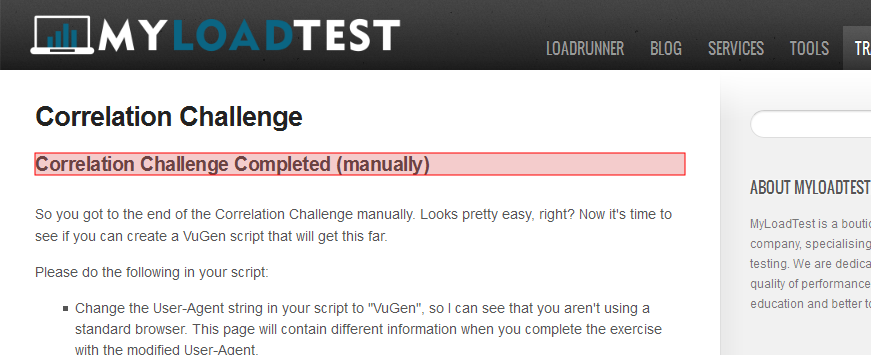 MYLOADTEST
LOADRUNNER BLOG SERVICES TOOLS
Correlation Challenge
Correlation Challenge Completed (manually)
So you got to the end of the Correlation Challenge manually. Looks pretty easy, right? Now it's time to
see if you can create a VuGen script that will get this far.
Please do the following in your script:
Change the User-Agent string in your script to "VuGen", so I can see that you aren't using a
standard browser. This page will contain different information when you complete the exercise
with the modified User-Agent.
ABOUT MYLOADTEST
MyLoadTest is a
company, specialising
testing. We are
quality of performance
education and better